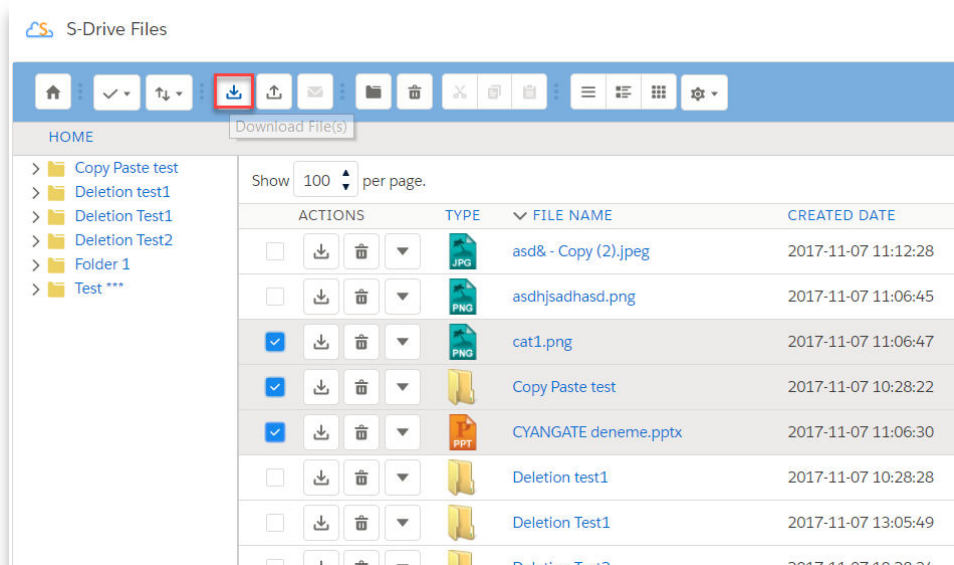 S-Drive Files
Download File(s)
HOME
Copy Paste test
Deletion test1
Deletion Test1
Deletion Test2
Folder 1
Test ***
Show 100 per page.
ACTIONS TYPE FILE NAME CREATED DATE
JPG asd& - Copy (2).jpeg 2017-11-07 11:12:28
PNG asdhjsadhasd.png 2017-11-07 11:06:45
PNG cat1.png 2017-11-07 11:06:47
Copy Paste test 2017-11-07 10:28:22
PPT CYANGATE deneme.pptx 2017-11-07 11:06:30
Deletion test1 2017-11-07 10:28:28
Deletion Test1 2017-11-07 13:05:49